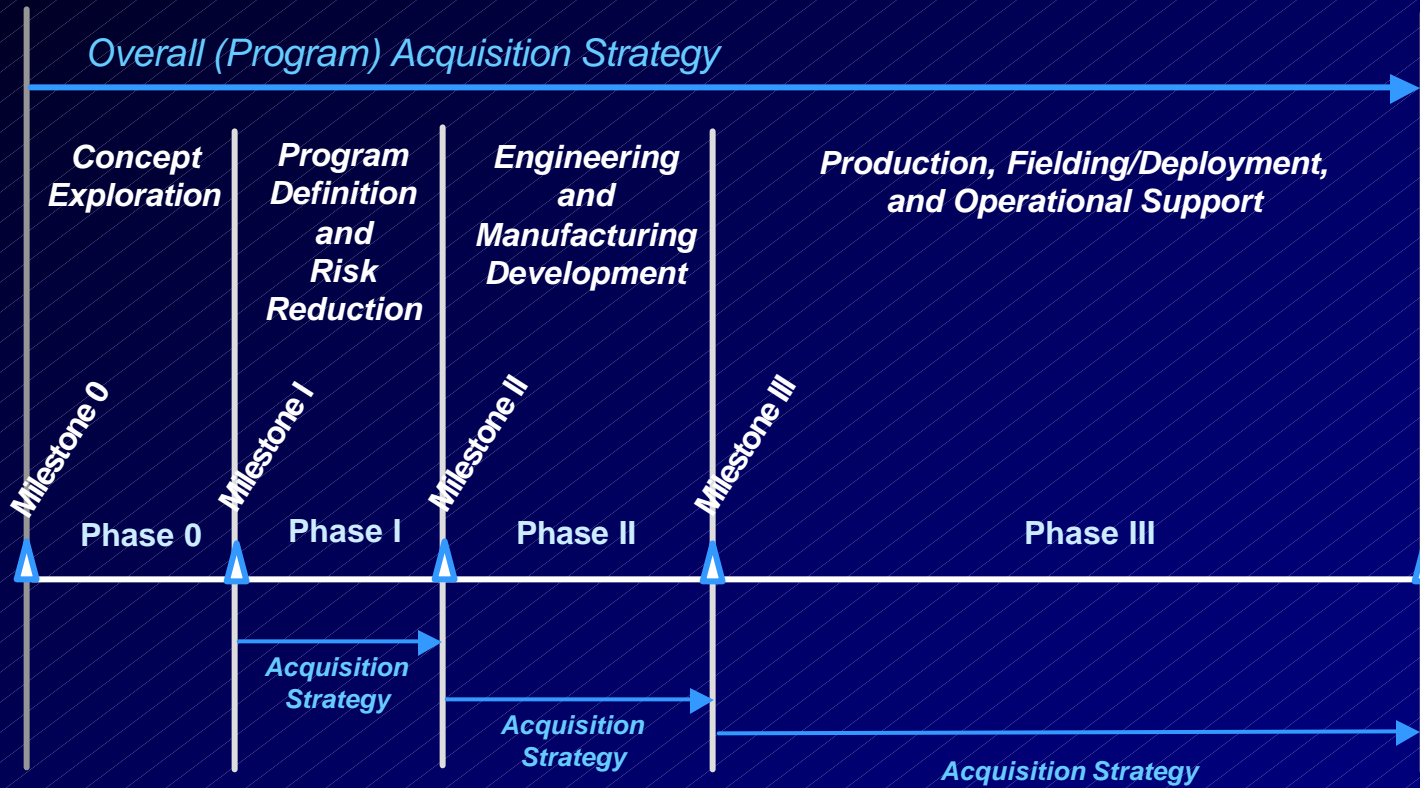 Overall (Program) Acquisition Strategy
Concept
Exploration
Program
Definition
and
Risk
Reduction
Engineering
and
Manufacturing
Development
Production, Fielding/Deployment,
and Operational Support
Milestone 0
Milestone I
Milestone II
Milestone III
Phase 0
Phase I
Phase II
Phase III
Acquisition
Strategy
Acquisition
Strategy
Acquisition Strategy